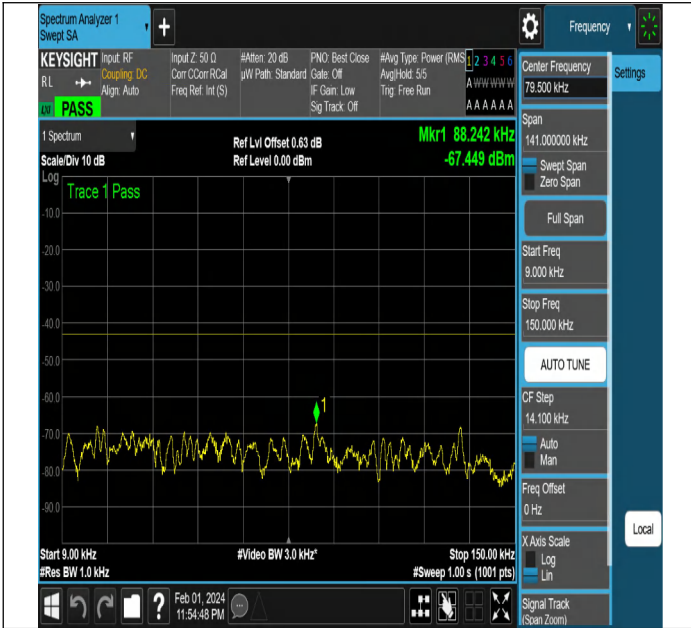 Spectrum Analyzer 1
Swept SA
Frequency
KEYSIGHT
RL
PASS
Input: RF
Coupling: DC
Align: Auto
Input Z: 50 Ω
Corr CCorr RCal
Freq Ref: Int (S)
#Atten: 20 dB
µW Path: Standard
PNO: Best Close
Gate: Off
IF Gain: Low
Sig Track: Off
#Avg Type: Power (RMS
Avg|Hold: 5/5
Trig: Free Run
1 2 3 4 5 6
A W W W W W
A A A A A A
1 Spectrum
Scale/Div 10 dB
Ref Lvl Offset 0.63 dB
Ref Level 0.00 dBm
Mkr1 88.242 kHz
-67.449 dBm
Log
Trace 1 Pass
-10.0
-20.0
-30.0
-40.0
-50.0
-60.0
-70.0
-80.0
-90.0
1
Start 9.00 kHz
#Res BW 1.0 kHz
#Video BW 3.0 kHz*
Stop 150.00 kHz
#Sweep 1.00 s (1001 pts)
Feb 01, 2024
11:54:48 PM
Center Frequency
79.500 kHz
Settings
Span
141.000000 kHz
Swept Span
Zero Span
Full Span
Start Freq
9.000 kHz
Stop Freq
150.000 kHz
AUTO TUNE
CF Step
14.100 kHz
Auto
Man
Freq Offset
0 Hz
X Axis Scale
Log
Lin
Local
Signal Track
(Span Zoom)